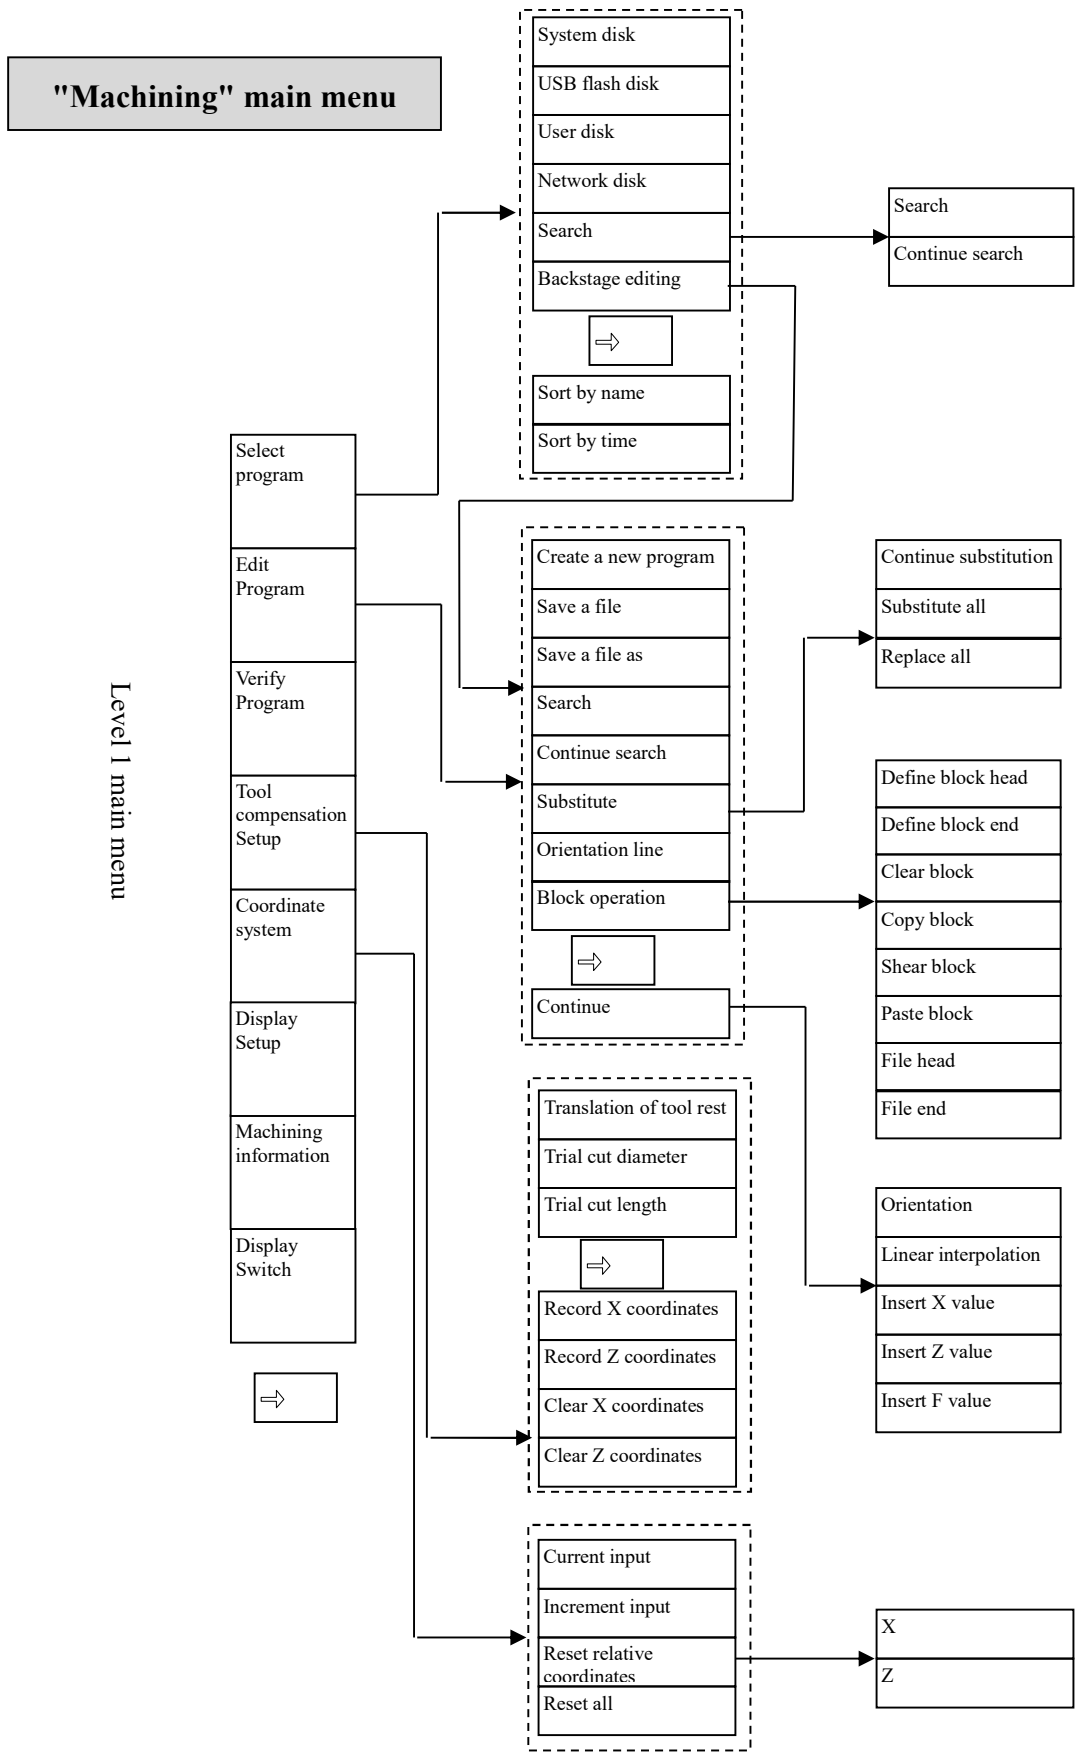 "Machining" main menu
Level 1 main menu
Select
program
Edit
Program
Verify
Program
Tool
compensation
Setup
Coordinate
system
Display
Setup
Machining
information
Display
Switch
⇨
System disk
USB flash disk
User disk
Network disk
Search
Backstage editing
⇨
Sort by name
Sort by time
Search
Continue search
Create a new program
Save a file
Save a file as
Search
Continue search
Substitute
Orientation line
Block operation
⇨
Continue
Continue substitution
Substitute all
Replace all
Define block head
Define block end
Clear block
Copy block
Shear block
Paste block
File head
File end
Orientation
Linear interpolation
Insert X value
Insert Z value
Insert F value
Translation of tool rest
Trial cut diameter
Trial cut length
⇨
Record X coordinates
Record Z coordinates
Clear X coordinates
Clear Z coordinates
Current input
Increment input
Reset relative
coordinates
Reset all
X
Z